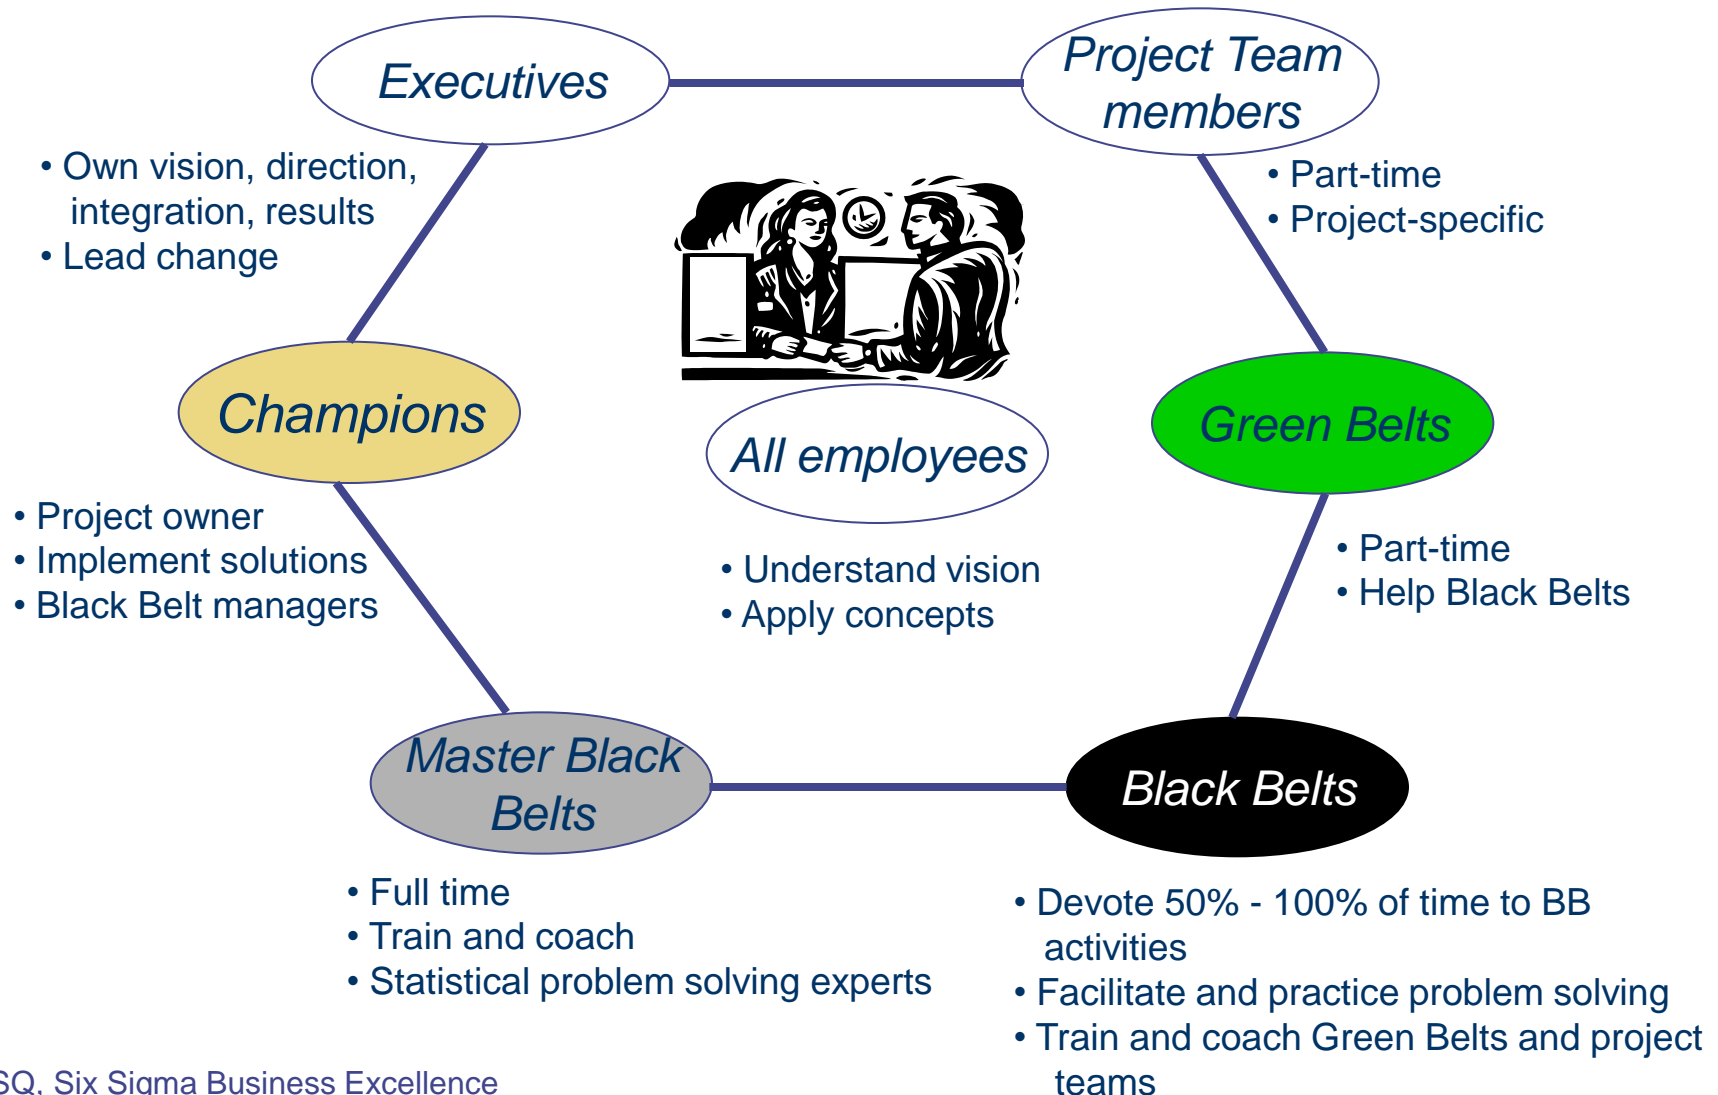 Executives
Project Team
members
• Own vision, direction,
integration, results
• Lead change
• Part-time
• Project-specific
Champions
All employees
Green Belts
• Project owner
• Implement solutions
• Black Belt managers
• Understand vision
• Apply concepts
• Part-time
• Help Black Belts
Master Black
Belts
Black Belts
• Full time
• Train and coach
• Statistical problem solving experts
• Devote 50% - 100% of time to BB
activities
• Facilitate and practice problem solving
• Train and coach Green Belts and project
teams
SQ, Six Sigma Business Excellence